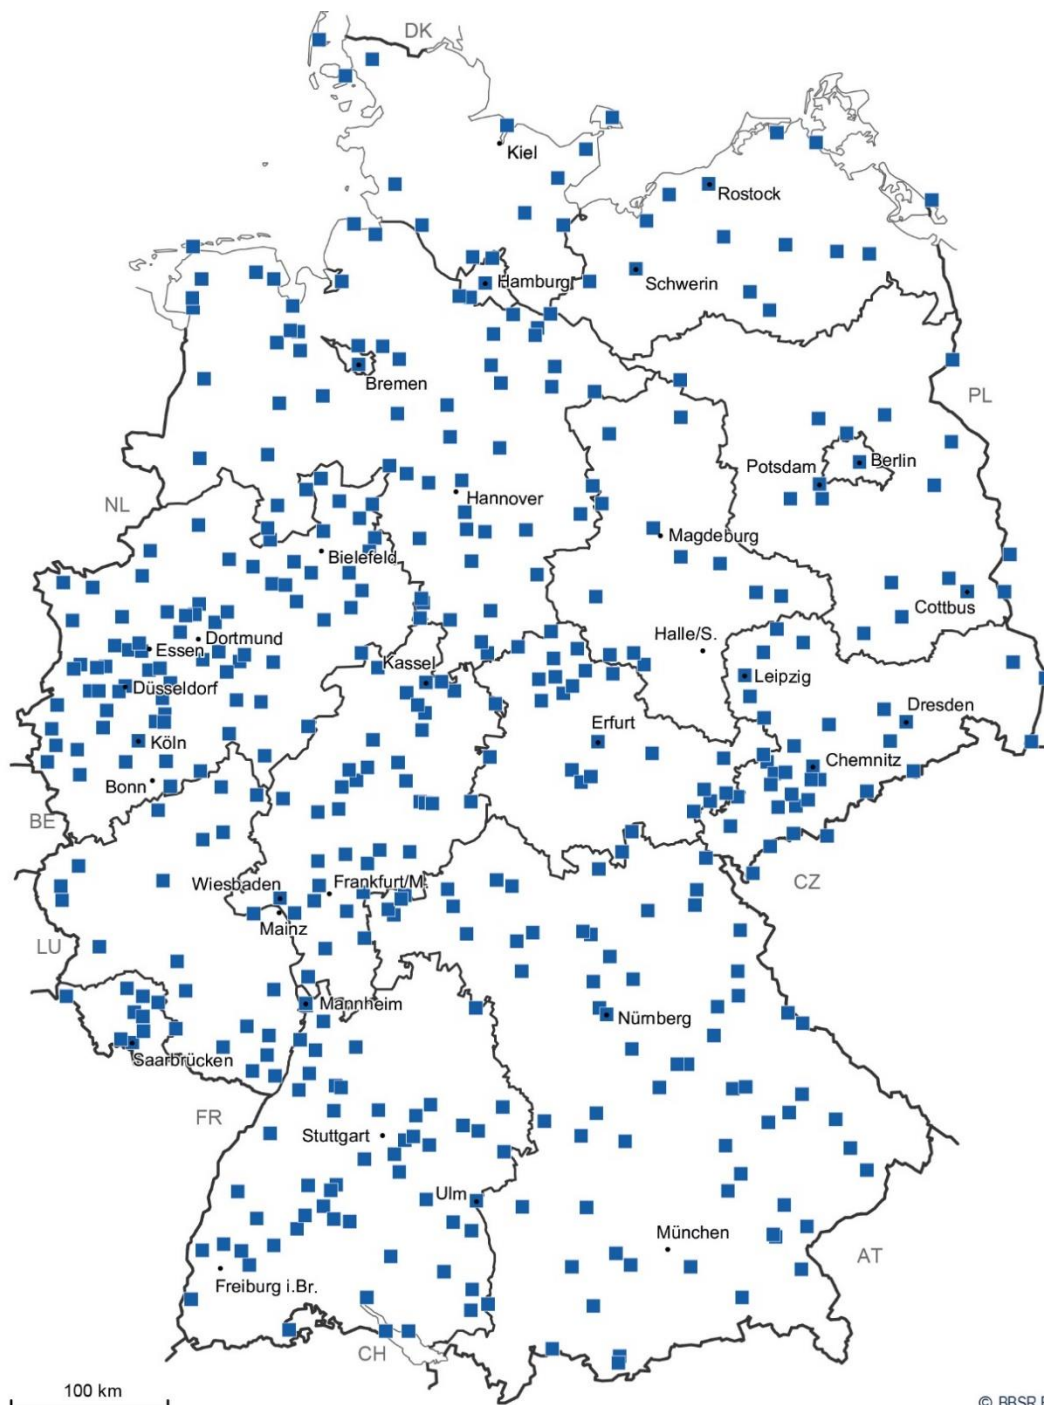 DK
Kiel
Rostock
Hamburg
Schwerin
Bremen
PL
Berlin
Potsdam
NL
Hannover
Magdeburg
Bielefeld
Cottbus
Dortmund
Essen
Halle/S.
Kassel
Leipzig
Düsseldorf
Dresden
Erfurt
Köln
Chemnitz
Bonn
BE
CZ
Wiesbaden
Frankfurt/M.
Mainz
LU
Mannheim
Nürnberg
Saarbrücken
FR
Stuttgart
Ulm
München
AT
Freiburg i.Br.
CH
100 km
© BBSR